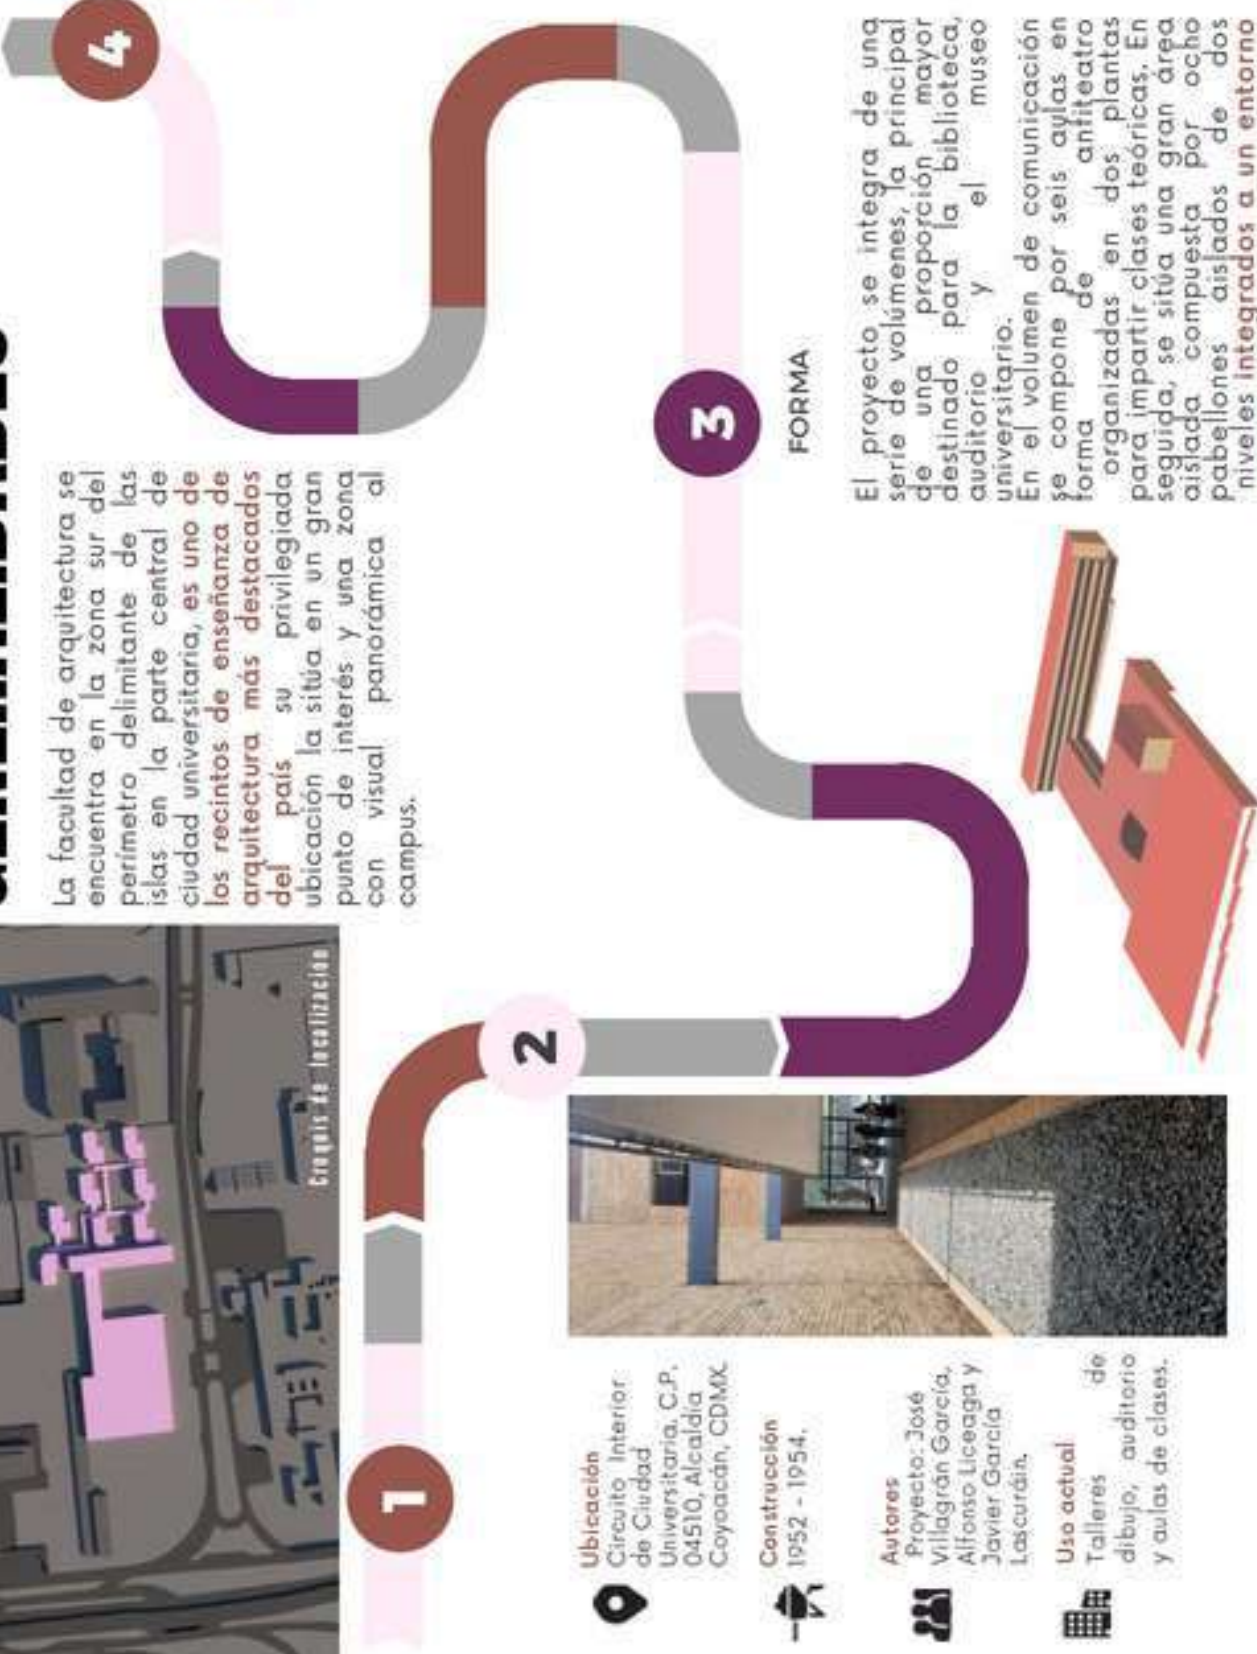 La facultad de arquitectura se
encuentra en la zona sur del
perímetro delimitante de las
islas en la parte central de
ciudad universitaria, es uno de
los recintos de enseñanza de
arquitectura más destacados
del país su privilegiada
ubicación la sitúa en un gran
punto de interés y una zona
con visual panorámica al
campus.
Croquis de localización
1
2
3
4
Ubicación
Circuito Interior
de Ciudad
Universitaria, C.P.
04510, Alcaldía
Coyoacán, CDMX.
Construcción
1952 - 1954.
Autores
Proyecto: José
Villagrán García,
Alfonso Liceaga y
Javier García
Lascuráin.
Uso actual
Talleres de
dibujo, auditorio
y aulas de clases.
FORMA
El proyecto se integra de una
serie de volúmenes, la principal
de una proporción mayor
destinado para la biblioteca,
auditorio y el museo
universitario.
En el volumen de comunicación
se compone por seis aulas en
forma de anfiteatro
organizadas en dos plantas
para impartir clases teóricas. En
seguida, se sitúa una gran área
aislada compuesta por ocho
pabellones aislados de dos
niveles integrados a un entorno